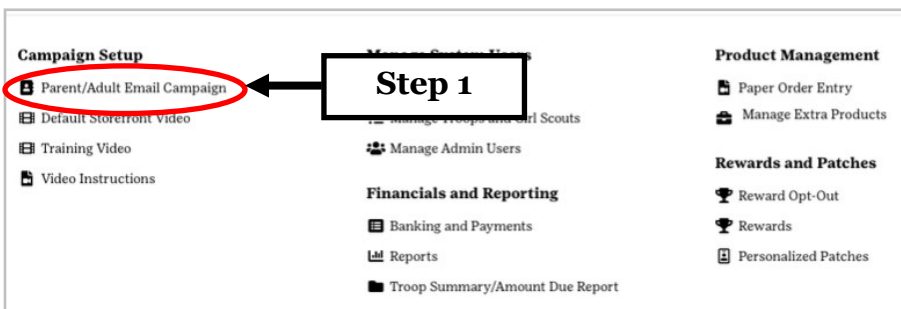 Campaign Setup
Parent/Adult Email Campaign
Default Storefront Video
Training Video
Video Instructions
Step 1
Manage Troops and Girl Scouts
Manage Admin Users
Financials and Reporting
Banking and Payments
Reports
Troop Summary/Amount Due Report
Product Management
Paper Order Entry
Manage Extra Products
Rewards and Patches
Reward Opt-Out
Rewards
Personalized Patches